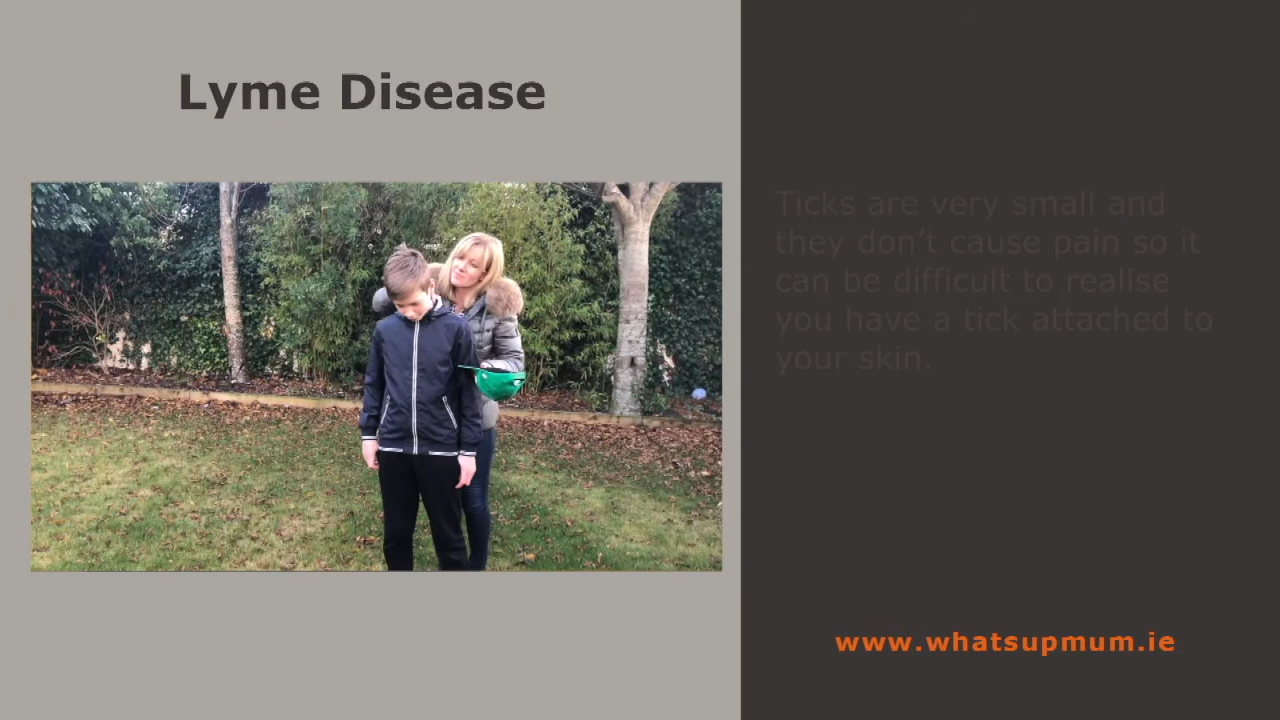 Lyme Disease
Ticks are very small and
they don't cause pain so it
can be difficult to realise
you have a tick attached to
your skin.
www.whatsupmum.ie